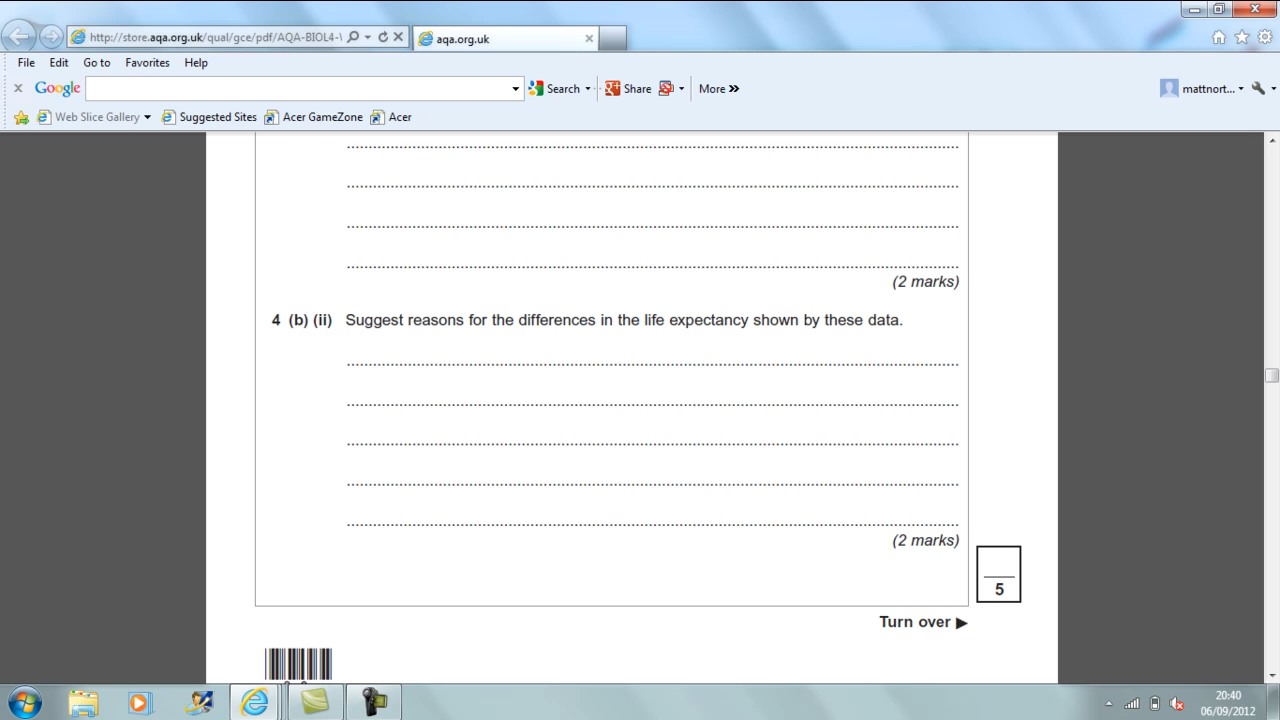 http://store.aqa.org.uk/qual/gce/pdf/AQA-BIOL4-\
aqa.org.uk
File Edit Go to Favorites Help
x Google Search Share More »
mattnort...
Web Slice Gallery Suggested Sites Acer GameZone Acer
(2 marks)
4 (b) (ii) Suggest reasons for the differences in the life expectancy shown by these data.
(2 marks)
5
Turn over
20:40
06/09/2012